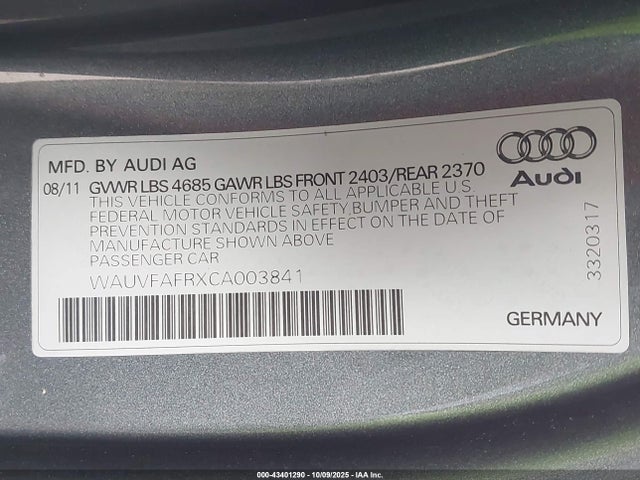 MFD. BY AUDI AG
08/11 GVWR LBS 4685 GAWR LBS FRONT 2403/REAR 2370
THIS VEHICLE CONFORMS TO ALL APPLICABLE U.S.
FEDERAL MOTOR VEHICLE SAFETY,BUMPER AND THEFT
PREVENTION STANDARDS IN EFFECT ON THE DATE OF
MANUFACTURE SHOWN ABOVE
PASSENGER CAR
WAUVFAFRXCA003841
Audi
3320317
GERMANY
000-43401290 - 10/09/2025 - IAA Inc.